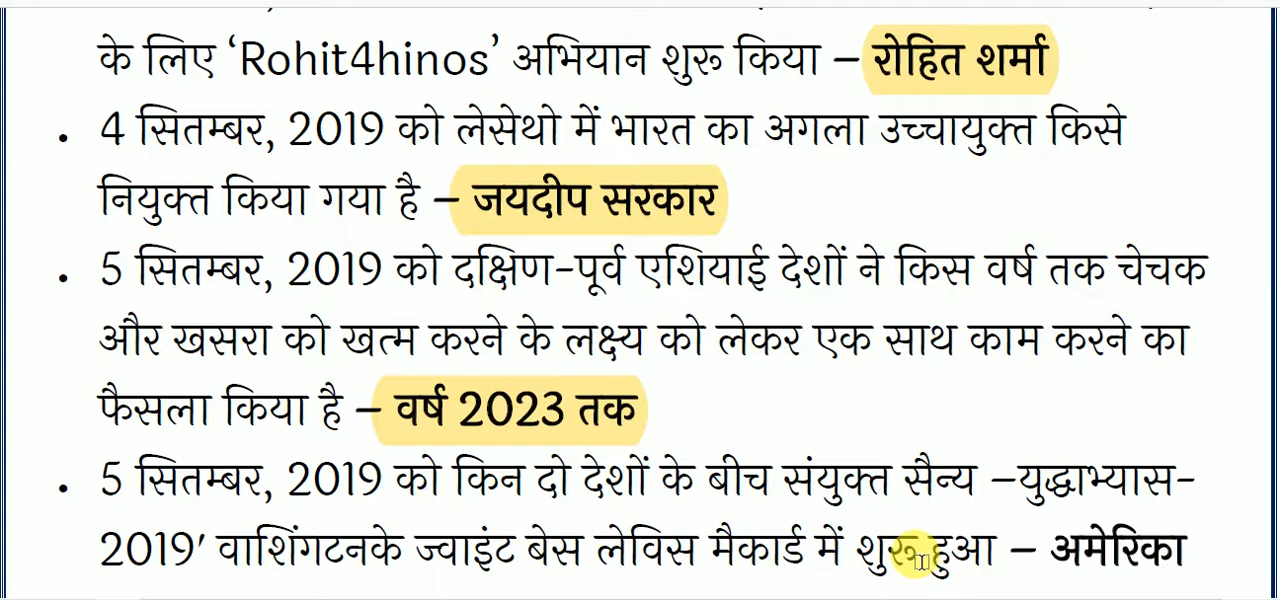 के लिए ‘Rohit4hinos’ अभियान शुरू किया – रोहित शर्मा
• 4 सितम्बर, 2019 को लेसेथो में भारत का अगला उच्चायुक्त किसे
नियुक्त किया गया है – जयदीप सरकार
• 5 सितम्बर, 2019 को दक्षिण-पूर्व एशियाई देशों ने किस वर्ष तक चेचक
और खसरा को खत्म करने के लक्ष्य को लेकर एक साथ काम करने का
फैसला किया है – वर्ष 2023 तक
• 5 सितम्बर, 2019 को किन दो देशों के बीच संयुक्त सैन्य –युद्धाभ्यास-
2019′ वाशिंगटनके ज्वाइंट बेस लेविस मैकार्ड में शुरू हुआ – अमेरिका